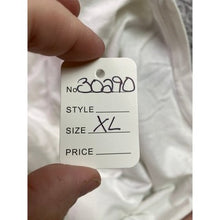 No. 30290
STYLE
SIZE XL
PRICE